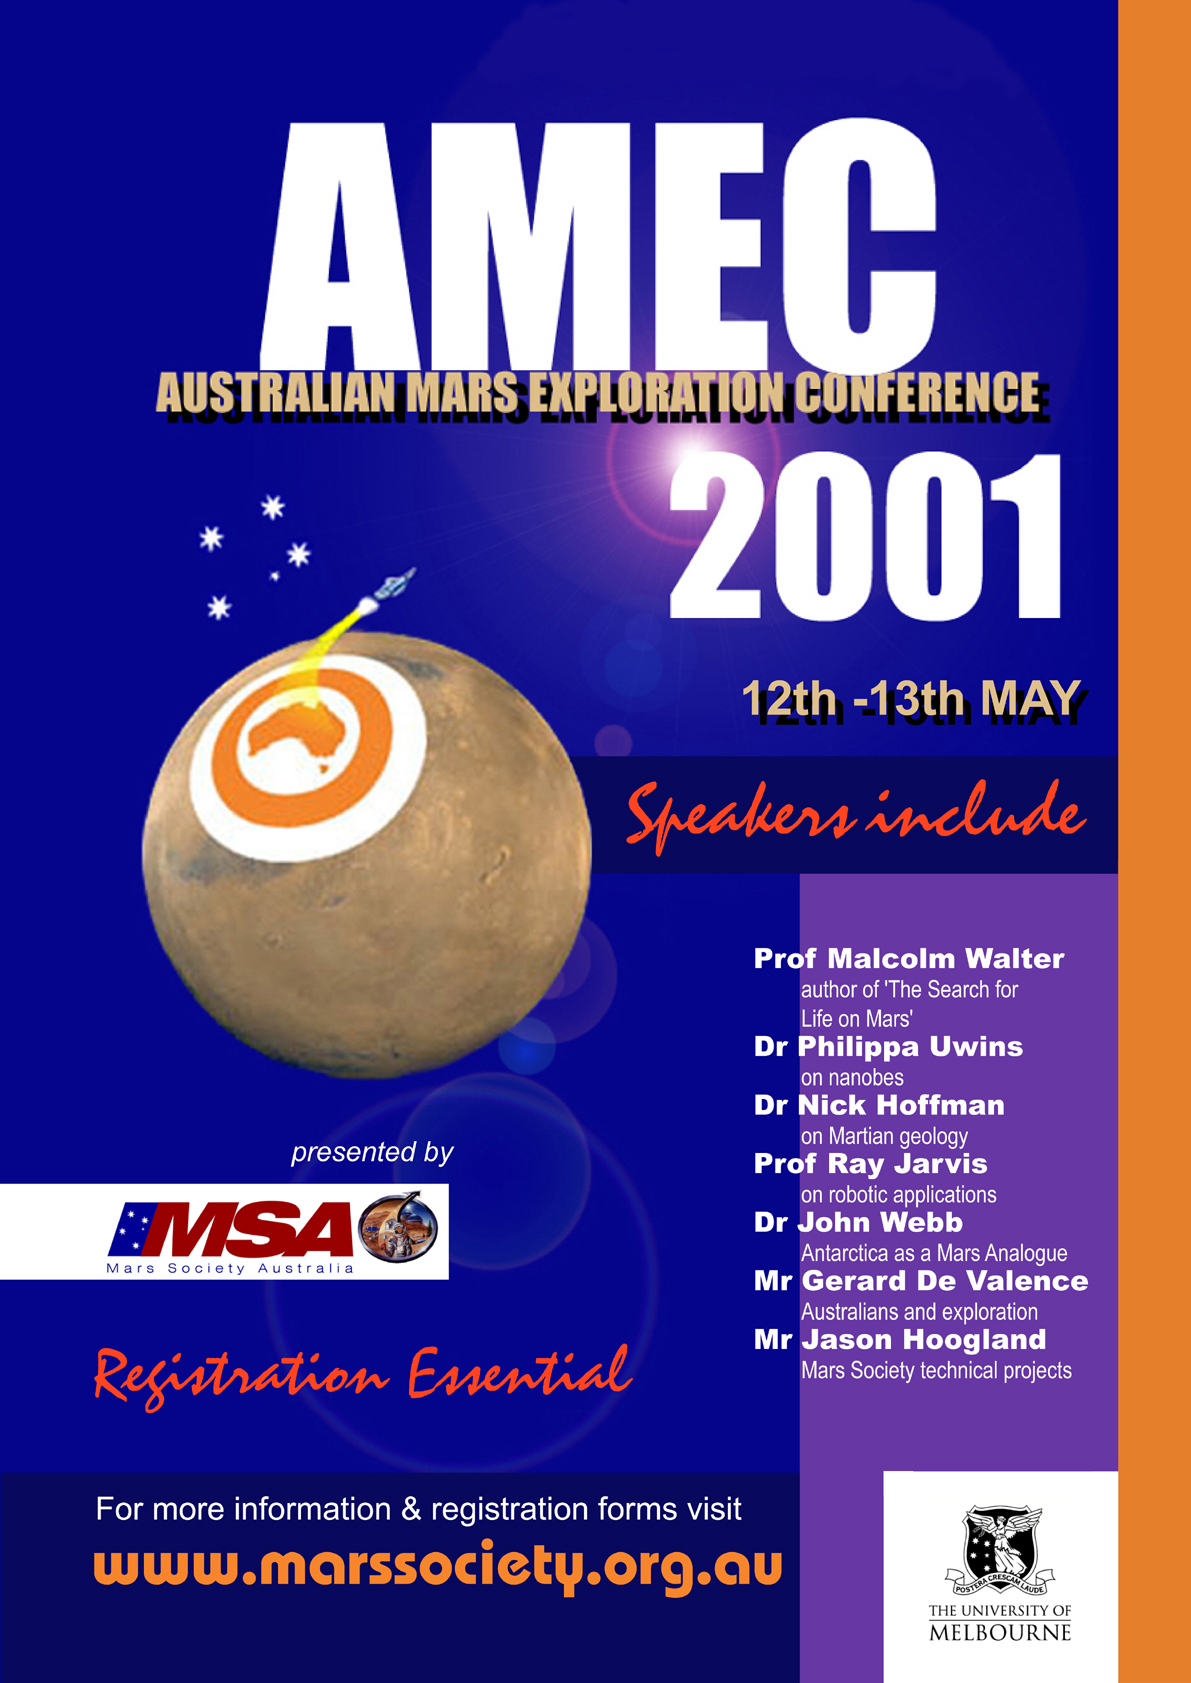 AMEC
AUSTRALIAN MARS EXPLORATION CONFERENCE
2001
12th -13th MAY
Speakers include
Prof Malcolm Walter
author of 'The Search for
Life on Mars'
Dr Philippa Uwins
on nanobes
Dr Nick Hoffman
on Martian geology
Prof Ray Jarvis
on robotic applications
Dr John Webb
Antarctica as a Mars Analogue
Mr Gerard De Valence
Australians and exploration
Mr Jason Hoogland
Mars Society technical projects
presented by
MSA
Mars Society Australia
Registration Essential
For more information & registration forms visit
www.marssociety.org.au
POSTERA CRESCAM LAUDE
THE UNIVERSITY OF
MELBOURNE